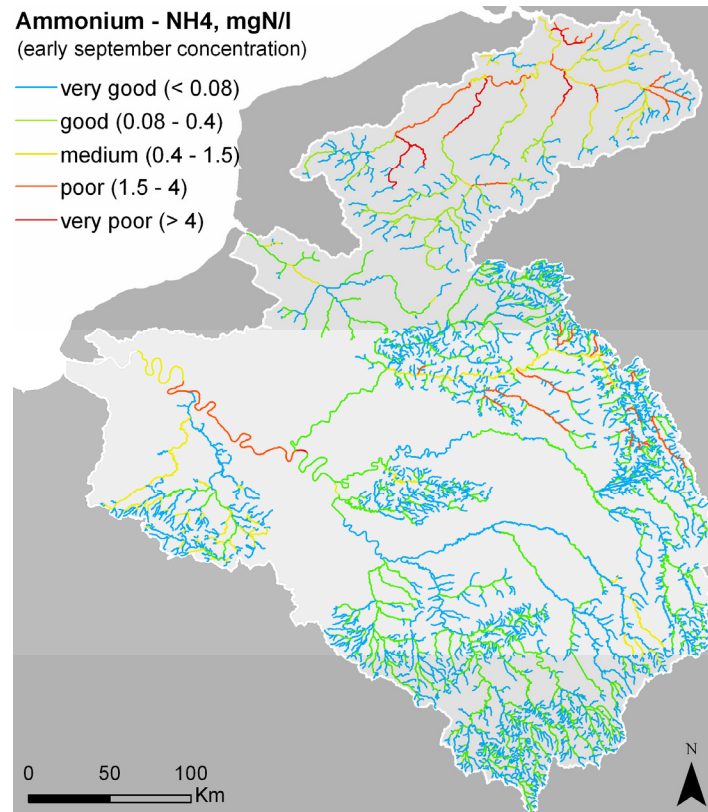 Ammonium - NH4, mgN/l
(early september concentration)
very good (< 0.08)
good (0.08 - 0.4)
medium (0.4 - 1.5)
poor (1.5 - 4)
very poor (> 4)
N
0 50 100
Km